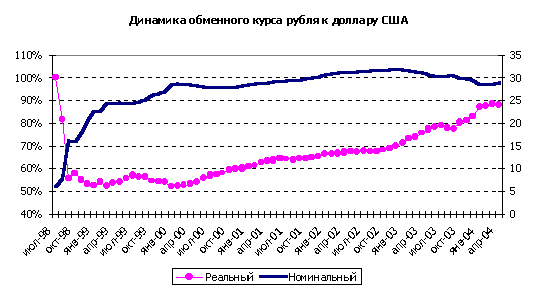 Динамика обменного курса рубля к доллару США
110% 35
100% 30
90% 25
80% 20
70% 15
60% 10
50% 5
40% 0
июл-98 окт-98 янв-99 апр-99 июл-99 окт-99 янв-00 апр-00 июл-00 окт-00 янв-01 апр-01 июл-01 окт-01 янв-02 апр-02 июл-02 окт-02 янв-03 апр-03 июл-03 окт-03 янв-04 апр-04
Реальный Номинальный